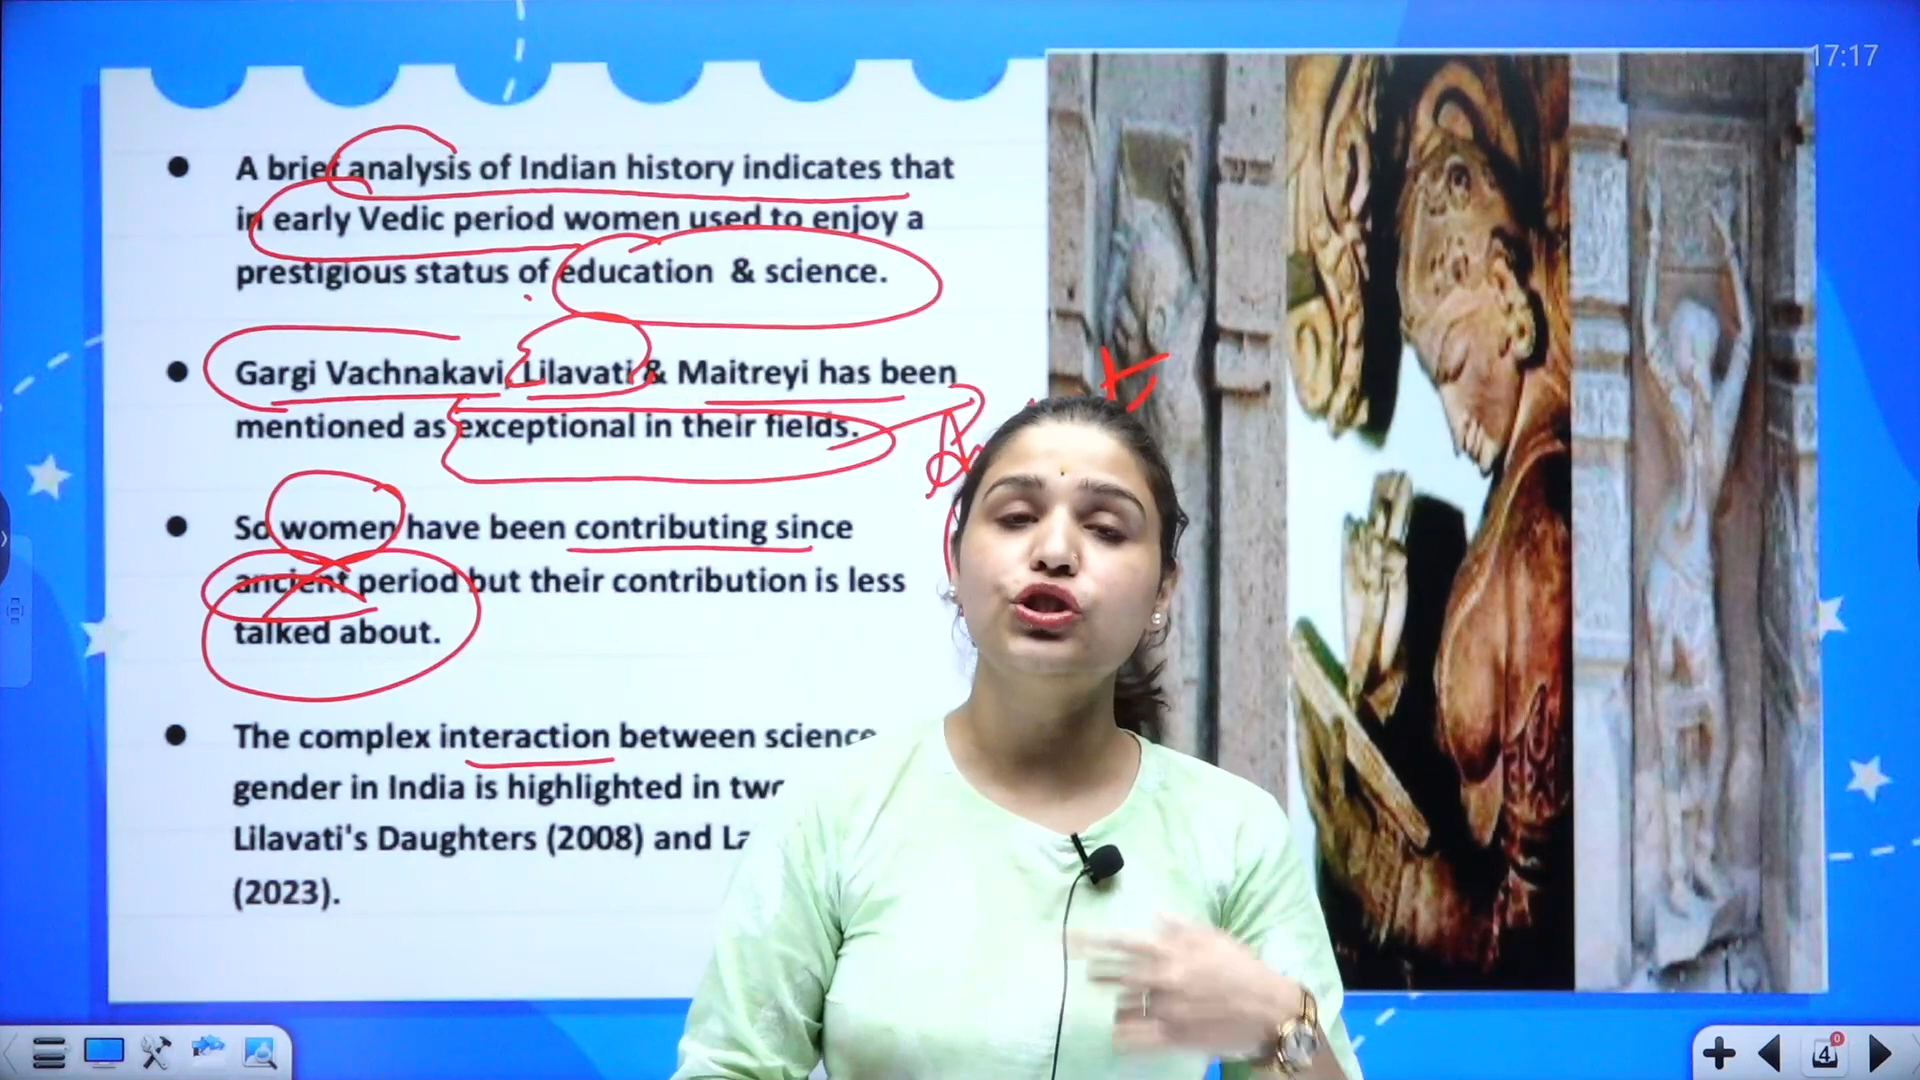 17:17
A brief analysis of Indian history indicates that
in early Vedic period women used to enjoy a
prestigious status of education & science.
Gargi Vachnakavi, Lilavati & Maitreyi has been
mentioned as exceptional in their fields.
So women have been contributing since
ancient period but their contribution is less
talked about.
The complex interaction between science
gender in India is highlighted in two
Lilavati's Daughters (2008) and
(2023).
4
0